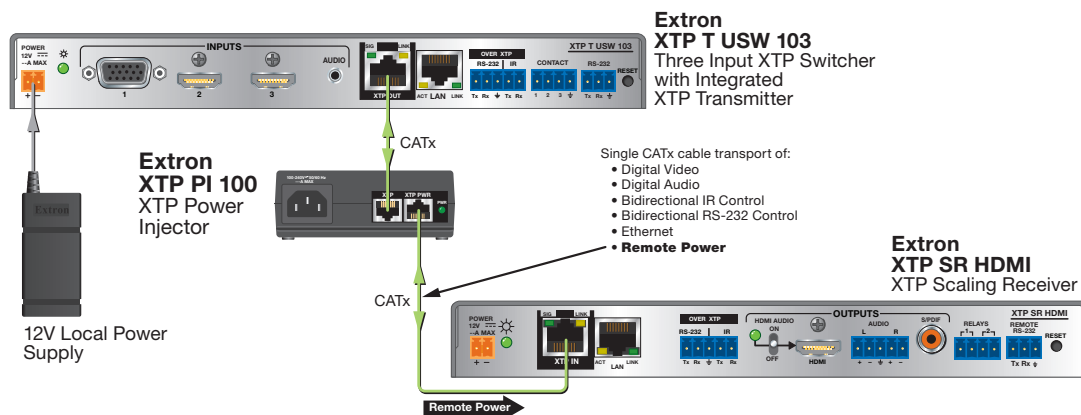 POWER
12V
--A MAX
+ −
INPUTS
1
2
3
AUDIO
SIG
LINK
XTP OUT
ACT
LAN
LINK
OVER XTP
RS-232
IR
Tx Rx Tx Rx
CONTACT
1 2 3
XTP T USW 103
RS-232
Tx Rx
RESET
Extron
XTP T USW 103
Three Input XTP Switcher
with Integrated
XTP Transmitter
CATx
Extron
XTP PI 100
XTP Power
Injector
100-240V 50/60 Hz
--A MAX
XTP
XTP PWR
PWR
Extron
12V Local Power
Supply
Single CATx cable transport of:
• Digital Video
• Digital Audio
• Bidirectional IR Control
• Bidirectional RS-232 Control
• Ethernet
• Remote Power
CATx
Extron
XTP SR HDMI
XTP Scaling Receiver
POWER
12V
--A MAX
+ −
SIG
LINK
XTP IN
ACT
LINK
LAN
OVER XTP
RS-232
IR
Tx Rx Tx Rx
HDMI AUDIO
ON
OFF
OUTPUTS
HDMI
AUDIO
L R
+ − + −
S/PDIF
RELAYS
1 2
XTP SR HDMI
REMOTE
RS-232
Tx Rx
RESET
Remote Power